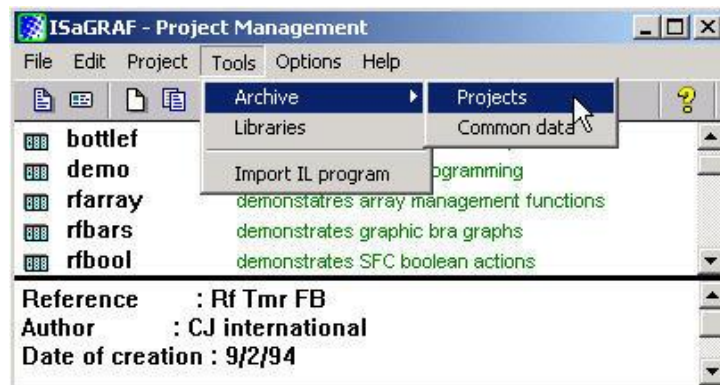 ISaGRAF - Project Management
File Edit Project Tools Options Help
Archive
Projects
Libraries
Common data
Import IL program
bottlef
demo
rfarray demonstatres array management functions
rfbars demonstrates graphic bra graphs
rfbool demonstrates SFC boolean actions
Reference : Rf Tmr FB
Author : CJ international
Date of creation : 9/2/94